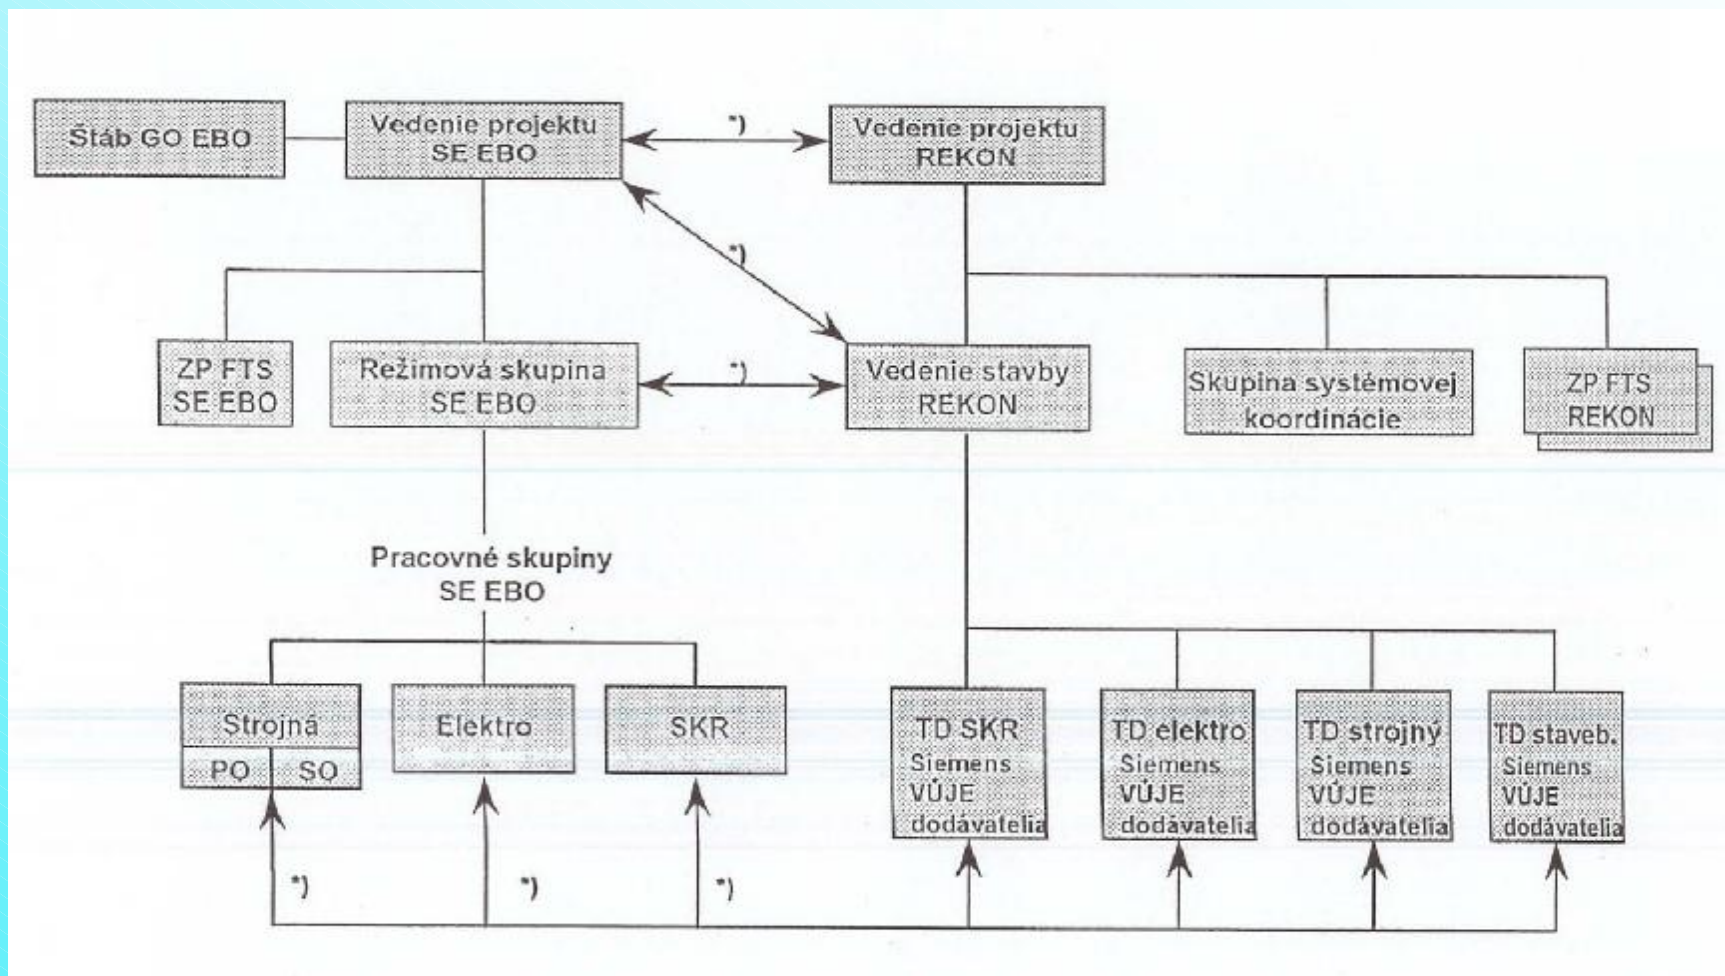 Štáb GO EBO
Vedenie projektu
SE EBO
*)
Vedenie projektu
REKON
*)
ZP FTS
SE EBO
Režimová skupina
SE EBO
*)
Vedenie stavby
REKON
Skupina systémovej
koordinácie
ZP FTS
REKON
Pracovné skupiny
SE EBO
Strojná
PO SO
Elektro
SKR
TD SKR
Siemens
VÚJE
dodávatelia
TD elektro
Siemens
VÚJE
dodávatelia
TD strojný
Siemens
VÚJE
dodávatelia
TD staveb.
Siemens
VÚJE
dodávatelia
*)
*)
*)